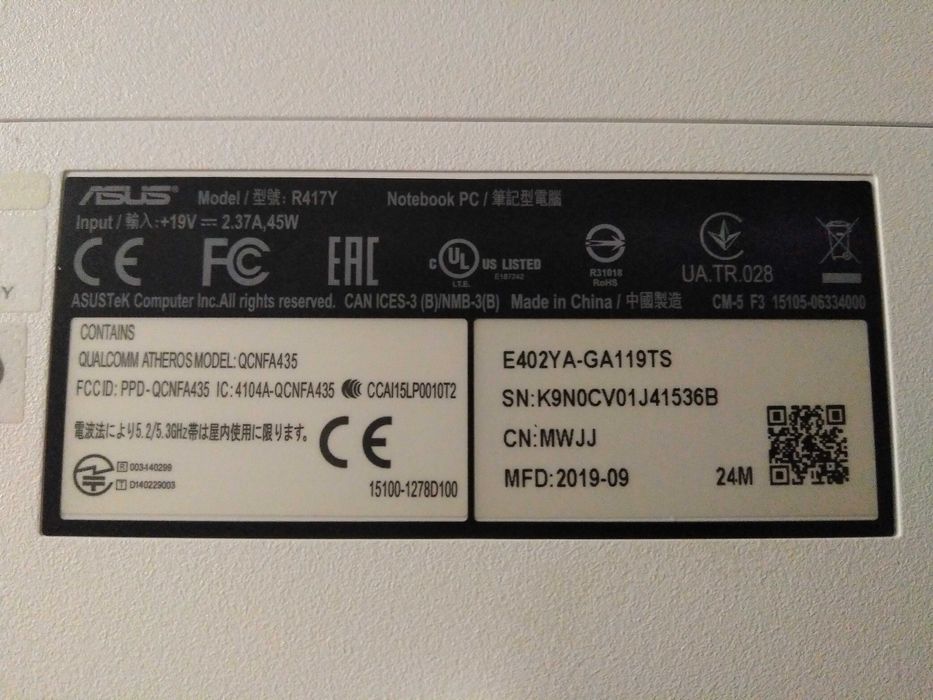 ASUS Model / 型號: R417Y Notebook PC / 筆記型電腦
Input / 輸入:+19V ⎓ 2.37A,45W
CE FC EAC C UL US LISTED
I.T.E. E187242
R31018
RoHS
UA.TR.028
ASUSTeK Computer Inc.All rights reserved. CAN ICES-3 (B)/NMB-3(B) Made in China / 中國製造 CM-5 F3 15105-06334000
CONTAINS
QUALCOMM ATHEROS MODEL: QCNFA435
FCC ID: PPD-QCNFA435 IC: 4104A-QCNFA435 CCAI15LP0010T2
電波法により5.2/5.3GHz帯は屋内使用に限ります。 CE
R 003-140299
T D140229003
15100-1278D100
E402YA-GA119TS
SN:K9N0CV01J41536B
CN:MWJJ
MFD:2019-09 24M
Y